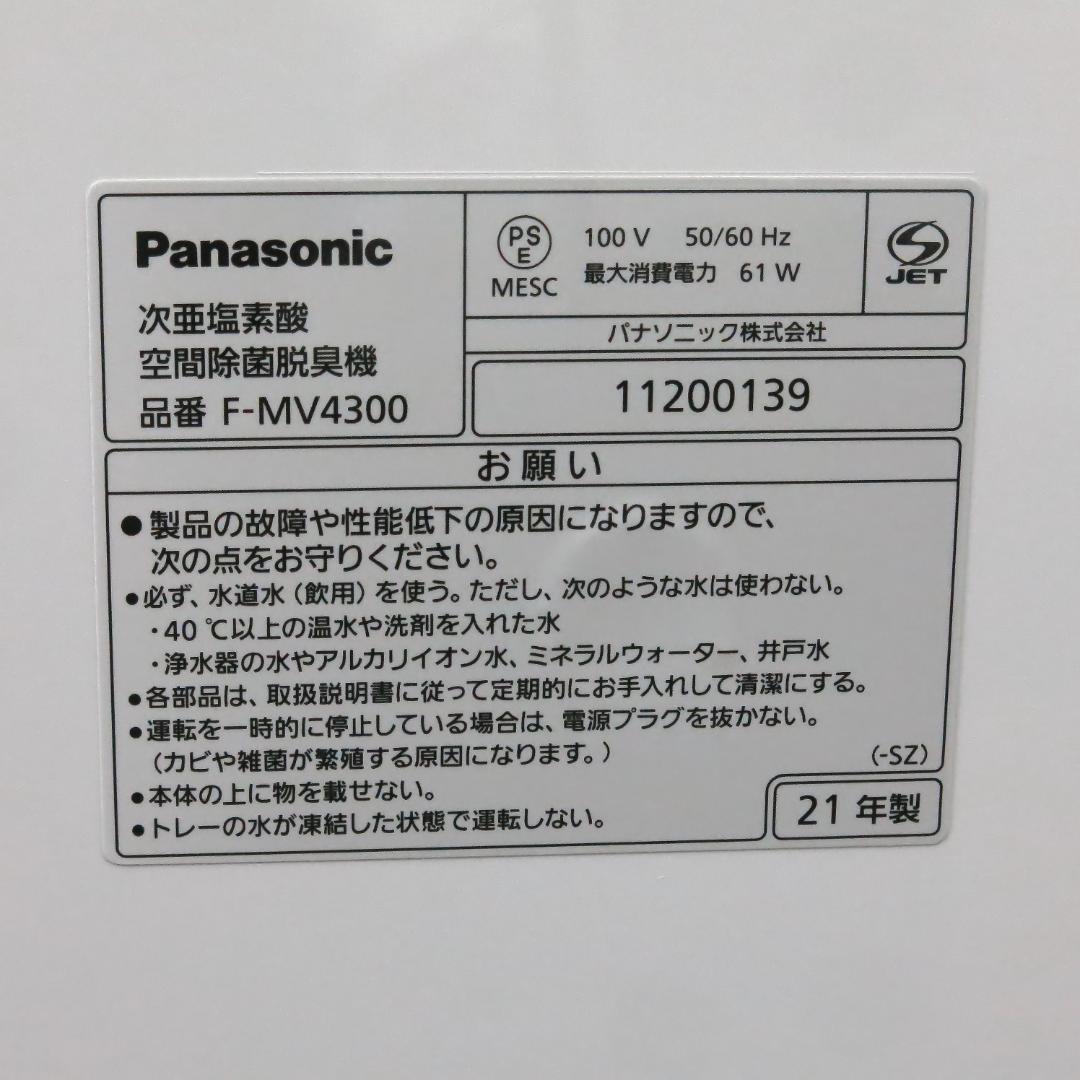 Panasonic
次亜塩素酸
空間除菌脱臭機
品番 F-MV4300
PS
E
MESC
100 V 50/60 Hz
最大消費電力 61 W
JET
パナソニック株式会社
11200139
お願い
●製品の故障や性能低下の原因になりますので、
次の点をお守りください。
●必ず、水道水（飲用）を使う。ただし、次のような水は使わない。
・40 ℃以上の温水や洗剤を入れた水
・浄水器の水やアルカリイオン水、ミネラルウォーター、井戸水
●各部品は、取扱説明書に従って定期的にお手入れして清潔にする。
●運転を一時的に停止している場合は、電源プラグを抜かない。
（カビや雑菌が繁殖する原因になります。）
(-SZ)
●本体の上に物を載せない。
●トレーの水が凍結した状態で運転しない。
21 年製